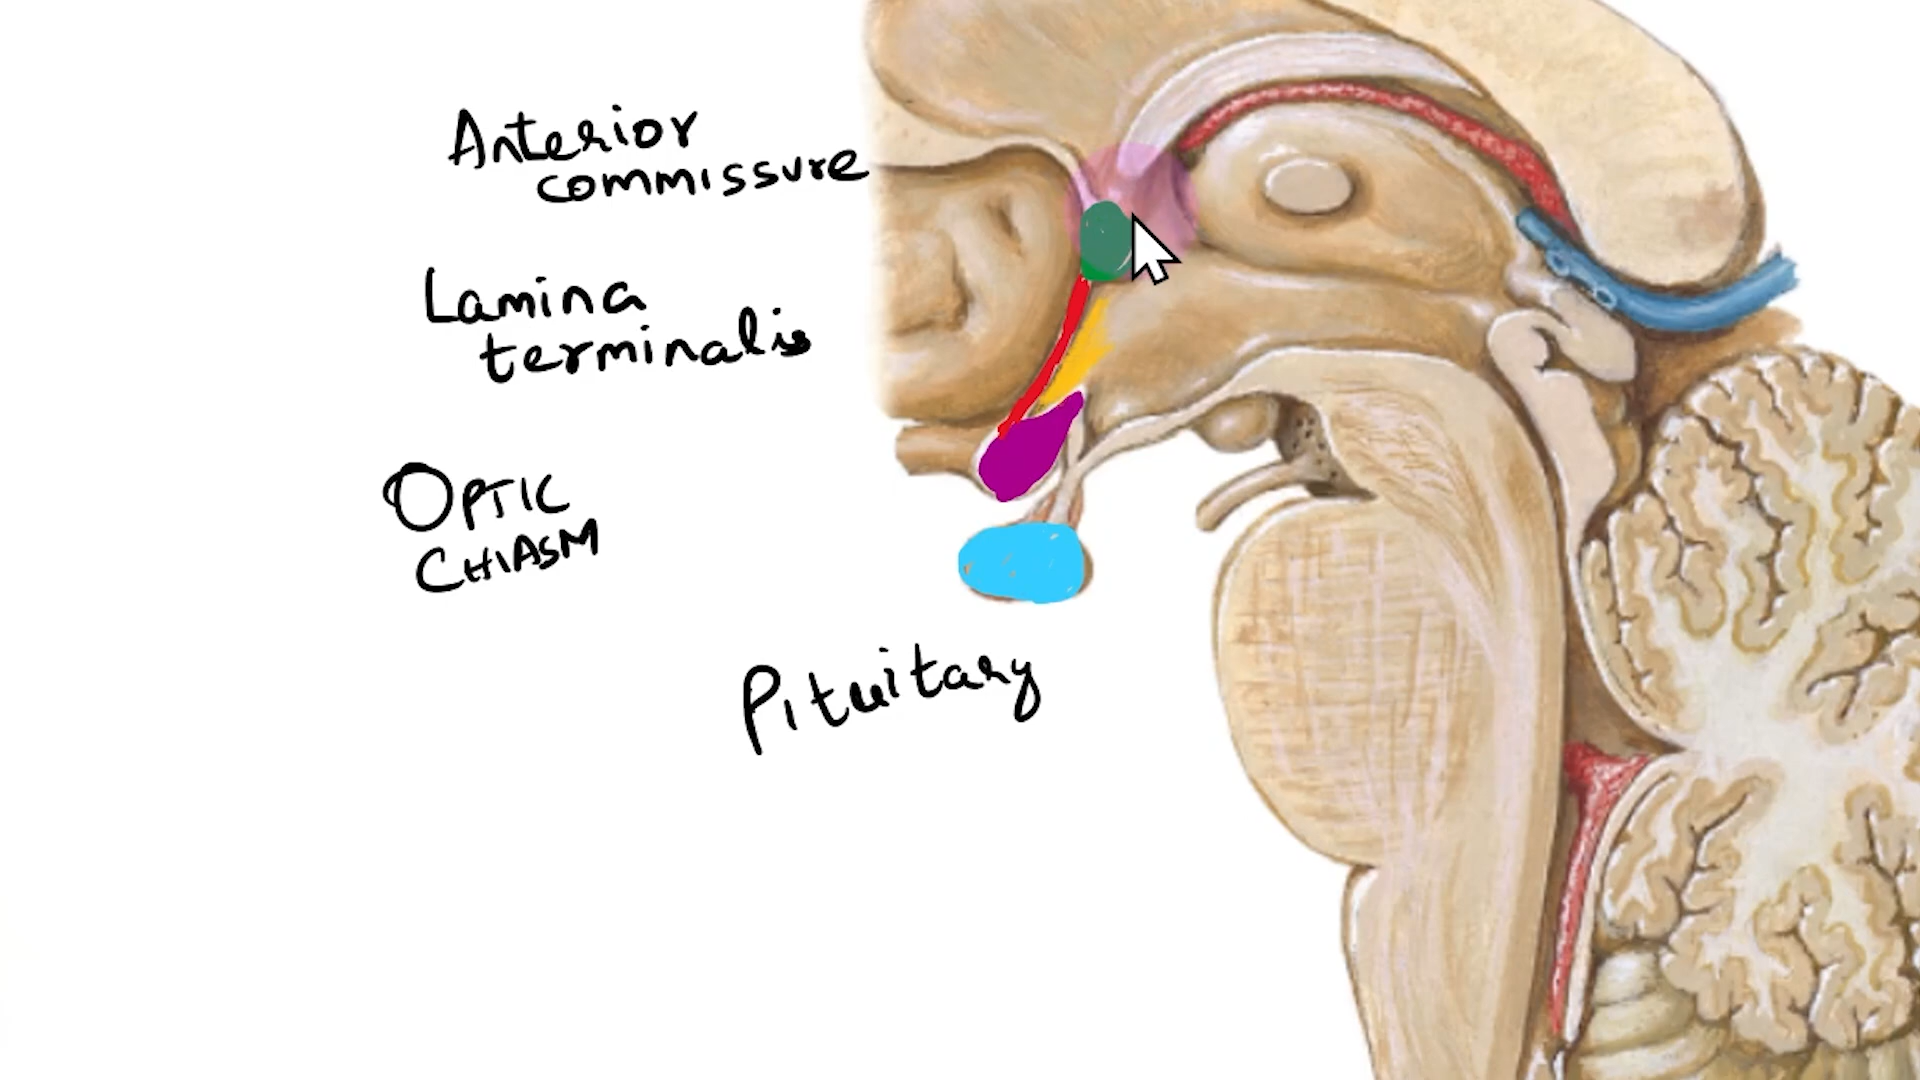 Anterior
commissure
Lamina
terminalis
OPTIC
CHIASM
Pituitary